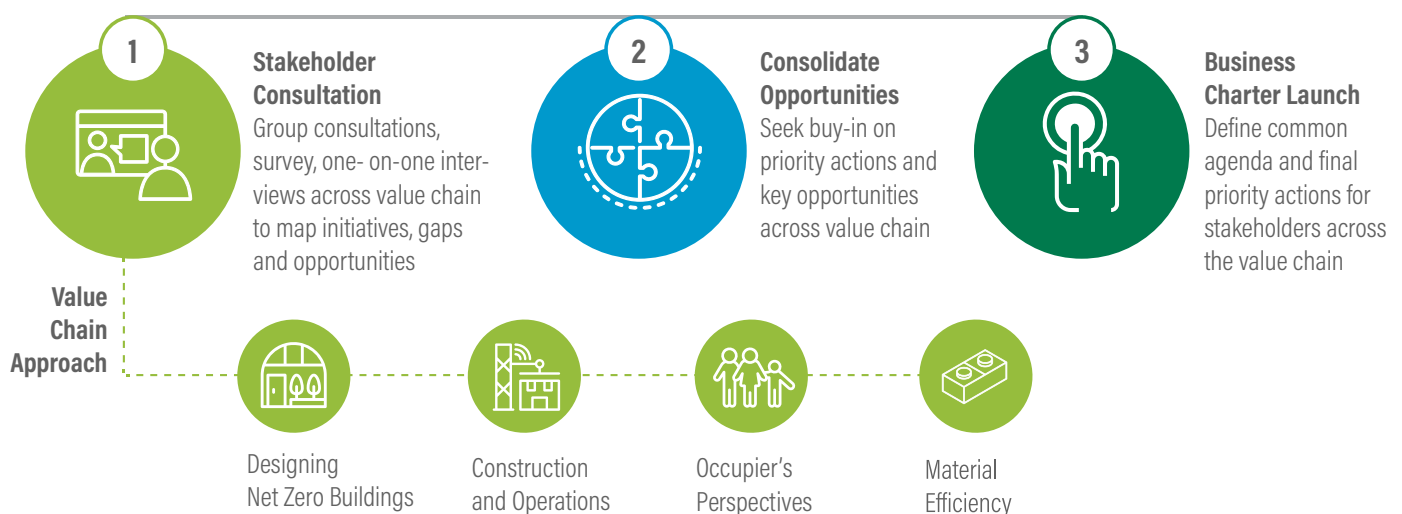 1
Stakeholder
Consultation
Group consultations,
survey, one- on-one inter-
views across value chain
to map initiatives, gaps
and opportunities
2
Consolidate
Opportunities
Seek buy-in on
priority actions and
key opportunities
across value chain
3
Business
Charter Launch
Define common
agenda and final
priority actions for
stakeholders across
the value chain
Value
Chain
Approach
Designing
Net Zero Buildings
Construction
and Operations
Occupier's
Perspectives
Material
Efficiency